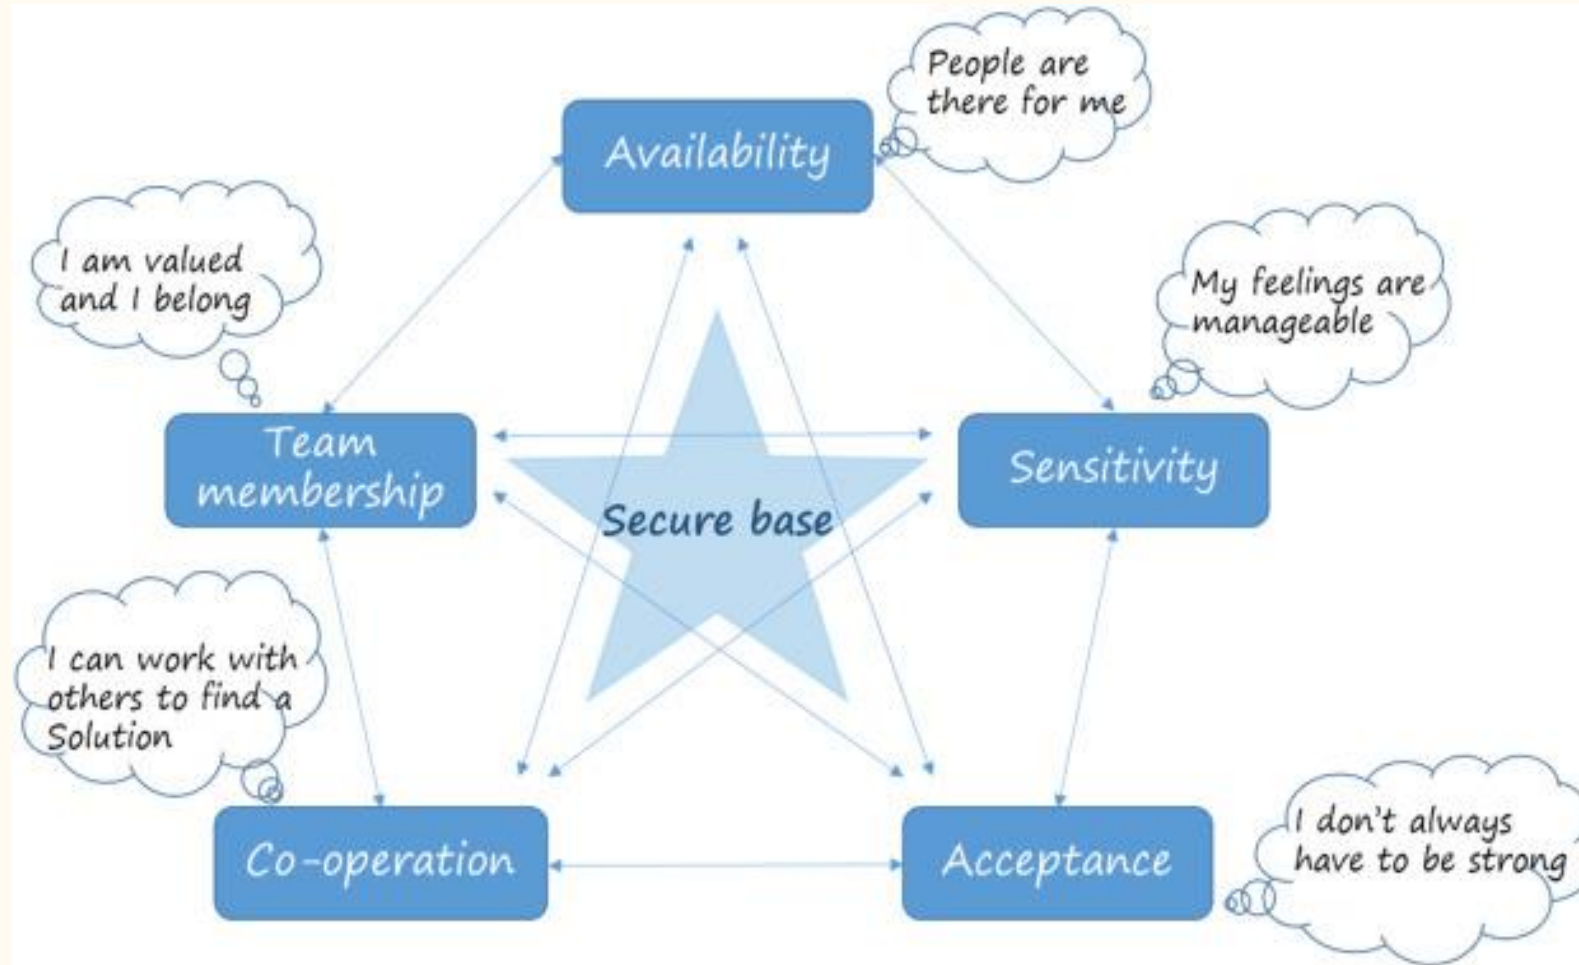 People are
there for me
Availability
I am valued
and I belong
My feelings are
manageable
Team
membership
Sensitivity
Secure base
I can work with
others to find a
Solution
I don't always
have to be strong
Co-operation
Acceptance